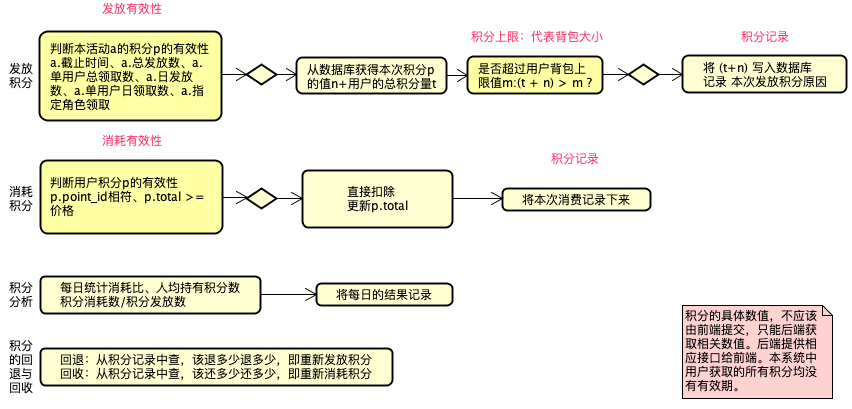 发放有效性
发放
积分
判断本活动a的积分p的有效性
a.截止时间、a.总发放数、a.
单用户总领取数、a.日发放
数、a.单用户日领取数、a.指
定角色领取
从数据库获得本次积分p
的值n+用户的总积分量t
积分上限：代表背包大小
是否超过用户背包上
限值m:(t + n) > m ?
积分记录
将 (t+n) 写入数据库
记录 本次发放积分原因
消耗有效性
消耗
积分
判断用户积分p的有效性
p.point_id相符、p.total >=
价格
直接扣除
更新p.total
积分记录
将本次消费记录下来
积分
分析
每日统计消耗比、人均持有积分数
积分消耗数/积分发放数
将每日的结果记录
积分
的回
退与
回收
回退：从积分记录中查，该退多少退多少，即重新发放积分
回收：从积分记录中查，该还多少还多少，即重新消耗积分
积分的具体数值，不应该
由前端提交，只能后端获
取相关数值。后端提供相
应接口给前端。本系统中
用户获取的所有积分均没
有有效期。